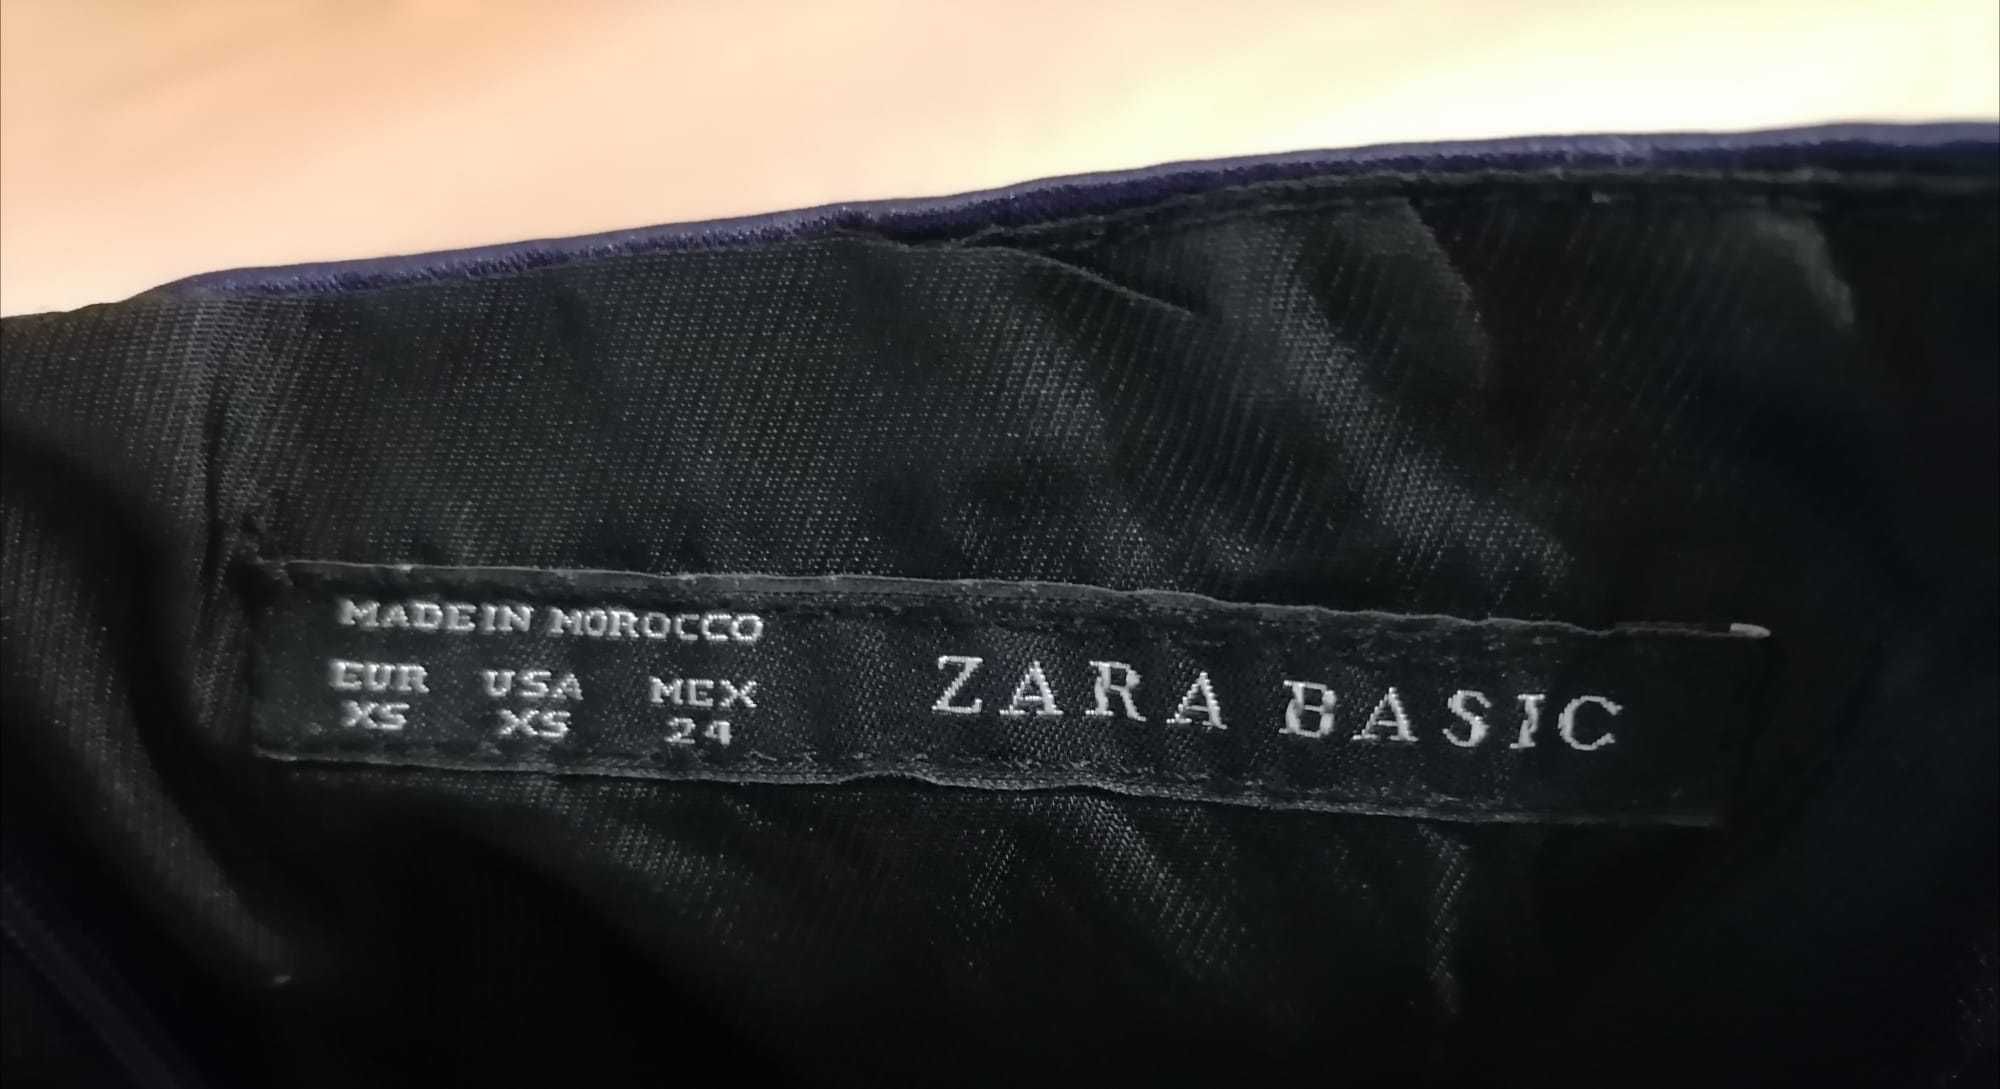 MADE IN MOROCCO
EUR USA MEX
XS XS 24
ZARA BASIC